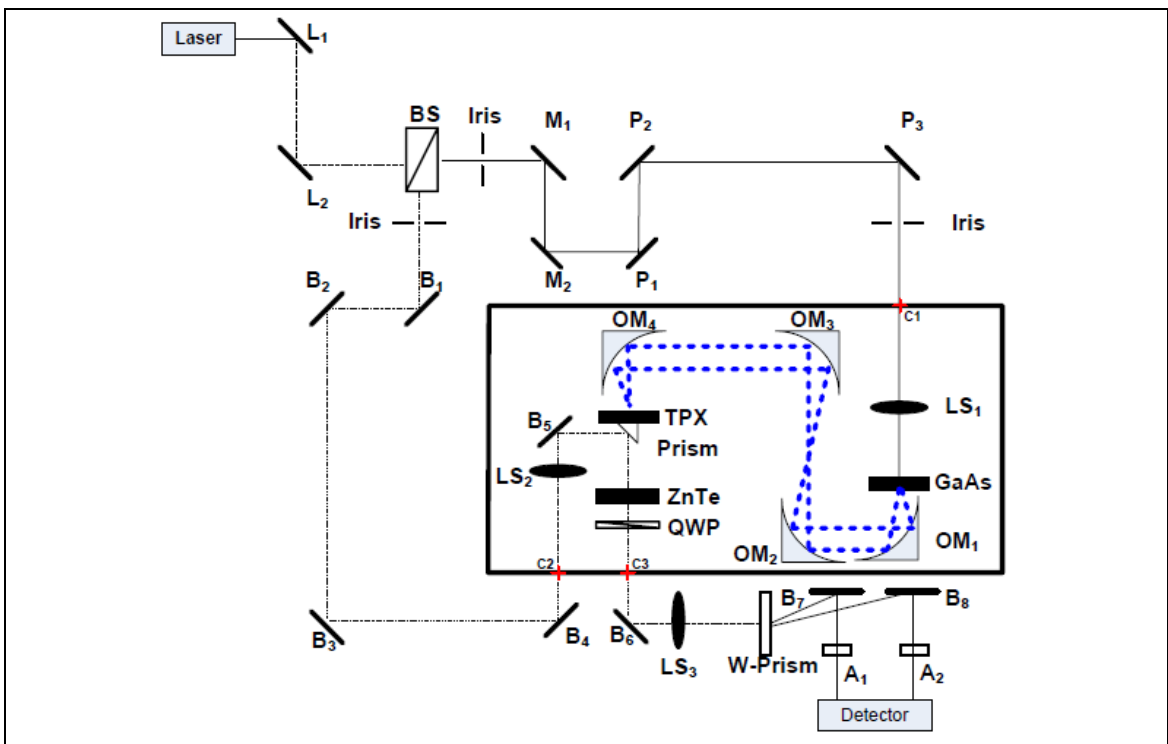 Laser
L1
BS
Iris
M1
P2
P3
L2
Iris
Iris
B2
B1
M2
P1
C1
OM4
OM3
LS1
B5
TPX
Prism
LS2
GaAs
ZnTe
QWP
OM2
OM1
C2
C3
B7
B8
B3
B4
B6
LS3
W-Prism
A1
A2
Detector